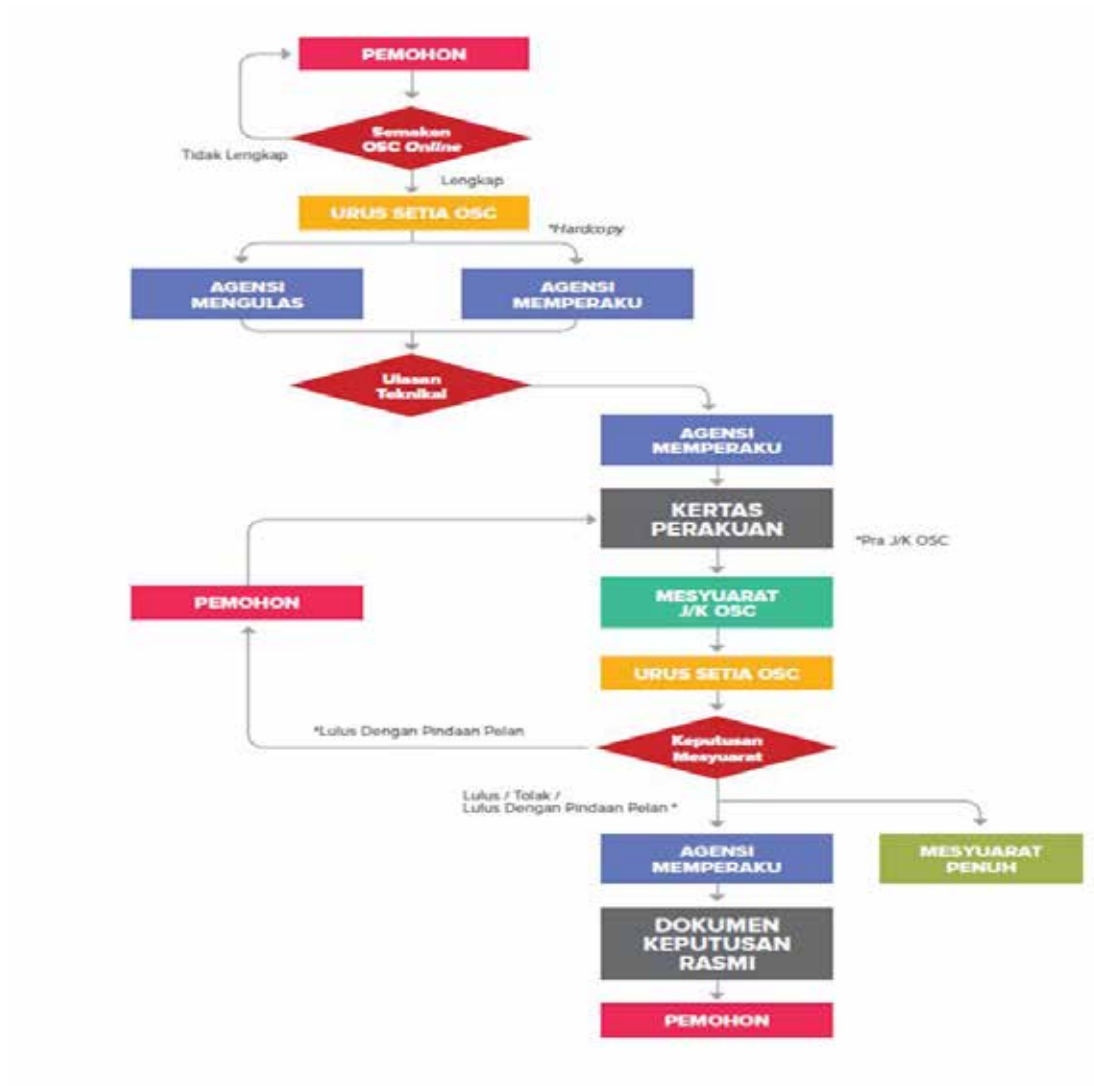 PEMOHON
Semakan
OSC Online
Tidak Lengkap
Lengkap
URUS SETIA OSC
*Hardcopy
AGENSI
MENGULAS
AGENSI
MEMPERAKU
Ulasan
Teknikal
AGENSI
MEMPERAKU
KERTAS
PERAKUAN
*Pra J/K OSC
PEMOHON
MESYUARAT
J/K OSC
URUS SETIA OSC
*Lulus Dengan Pindaan Pelan
Keputusan
Mesyuarat
Lulus / Tolak /
Lulus Dengan Pindaan Pelan *
AGENSI
MEMPERAKU
MESYUARAT
PENUH
DOKUMEN
KEPUTUSAN
RASMI
PEMOHON